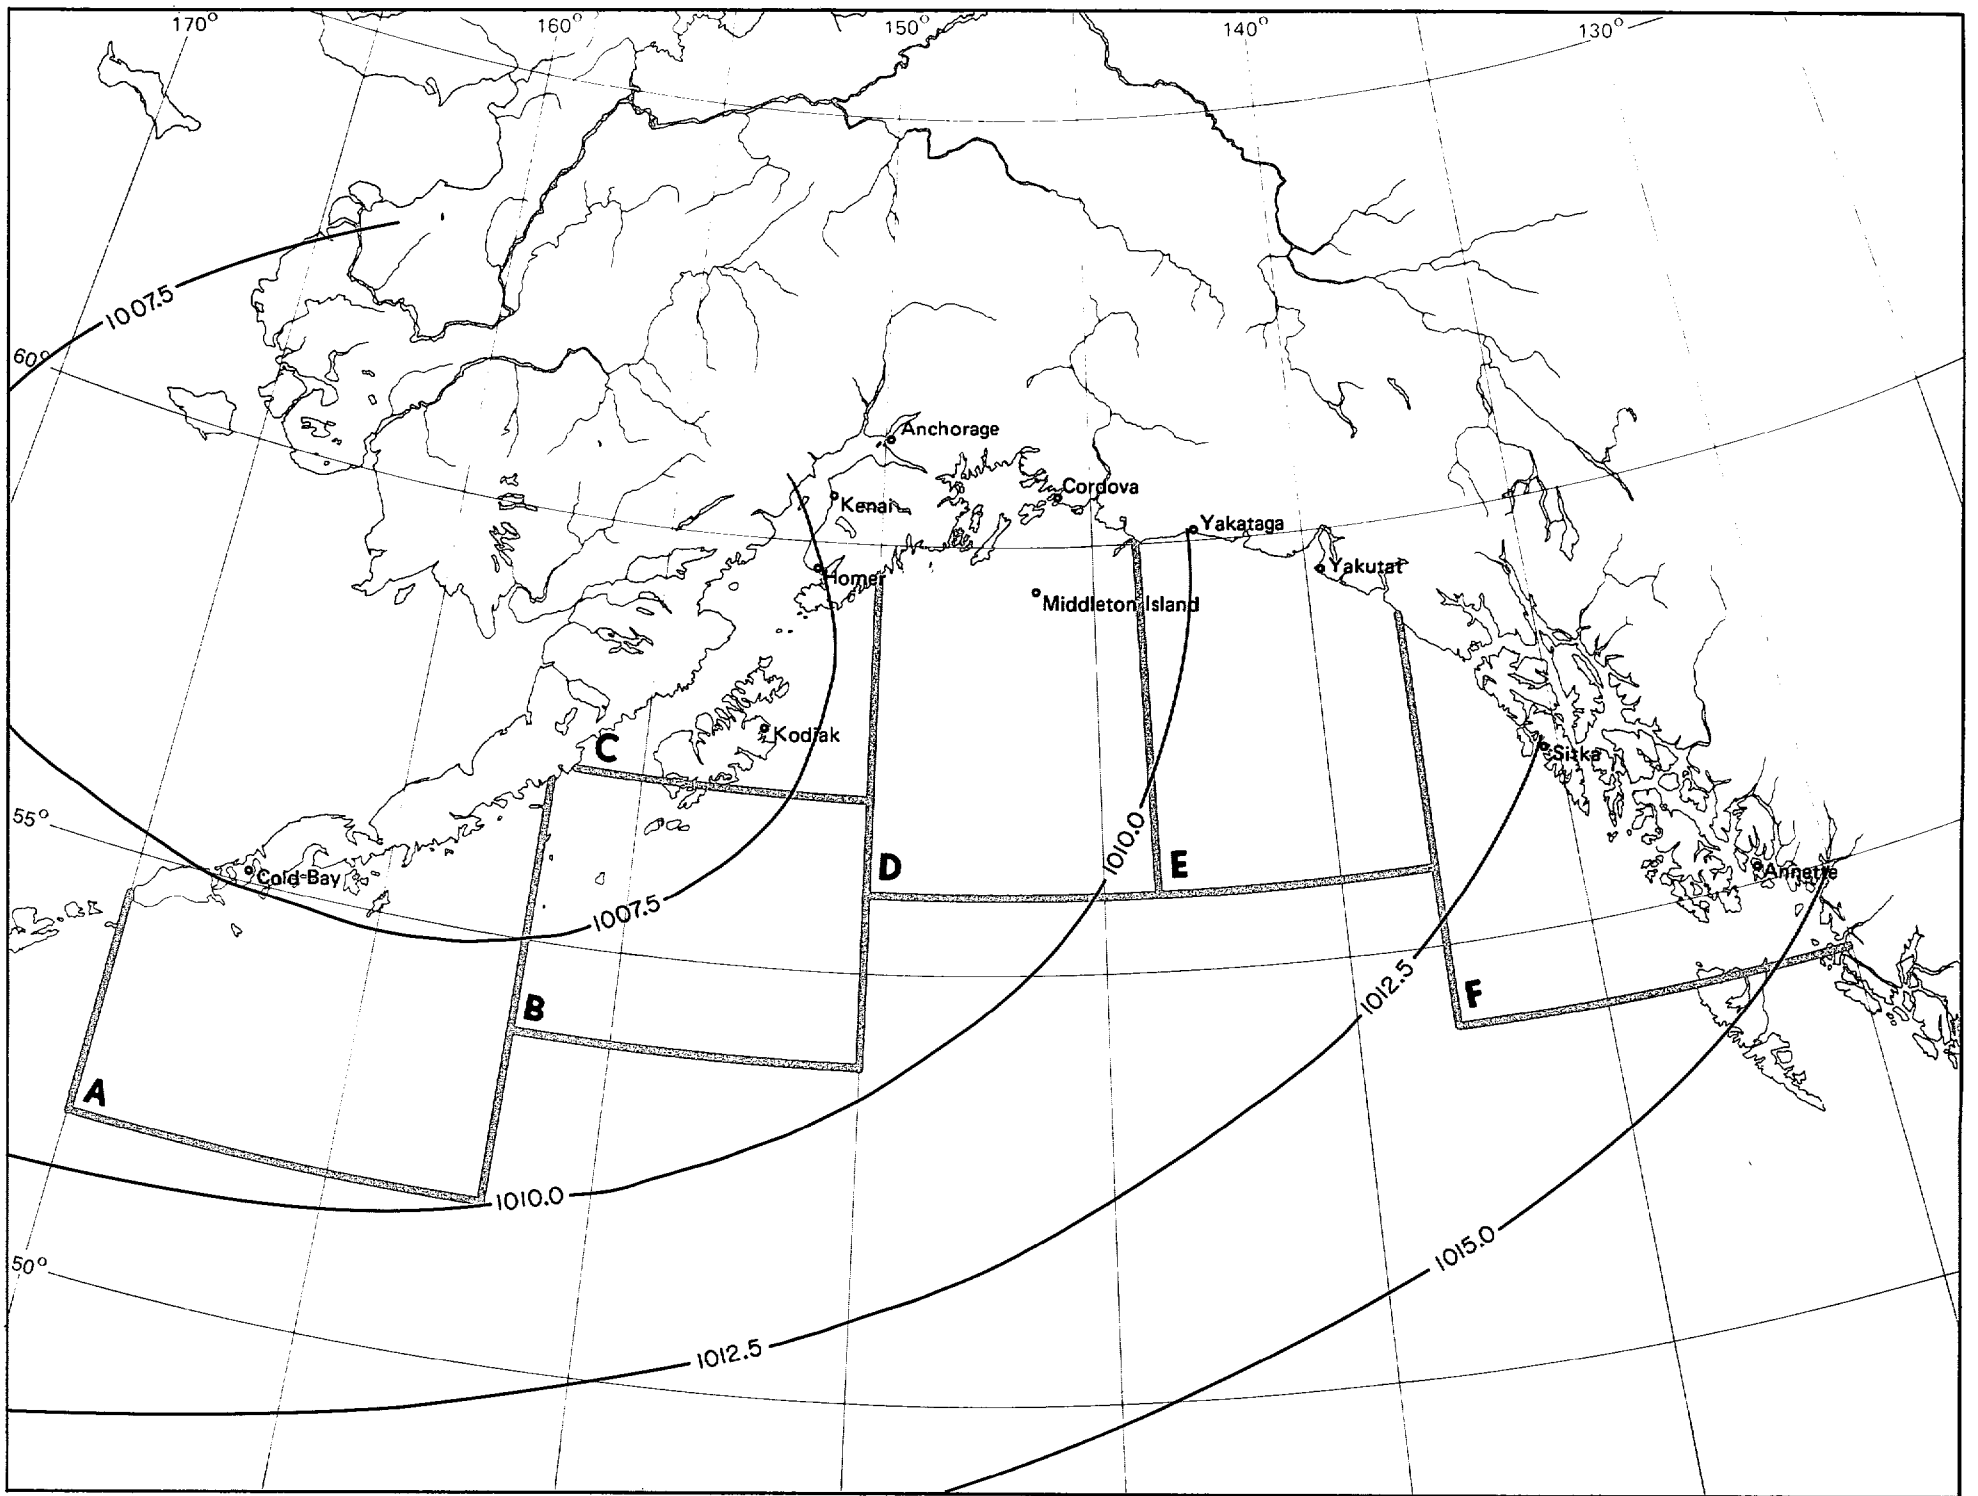 170°
160°
150°
140°
130°
1007.5
60°
Anchorage
Kenai
Cordova
Yakataga
Homer
Yakutat
Middleton Island
C
Kodiak
Sitka
55°
Cold Bay
1007.5
D
1010.0
E
Annette
B
1012.5
F
A
1010.0
50°
1015.0
1012.5